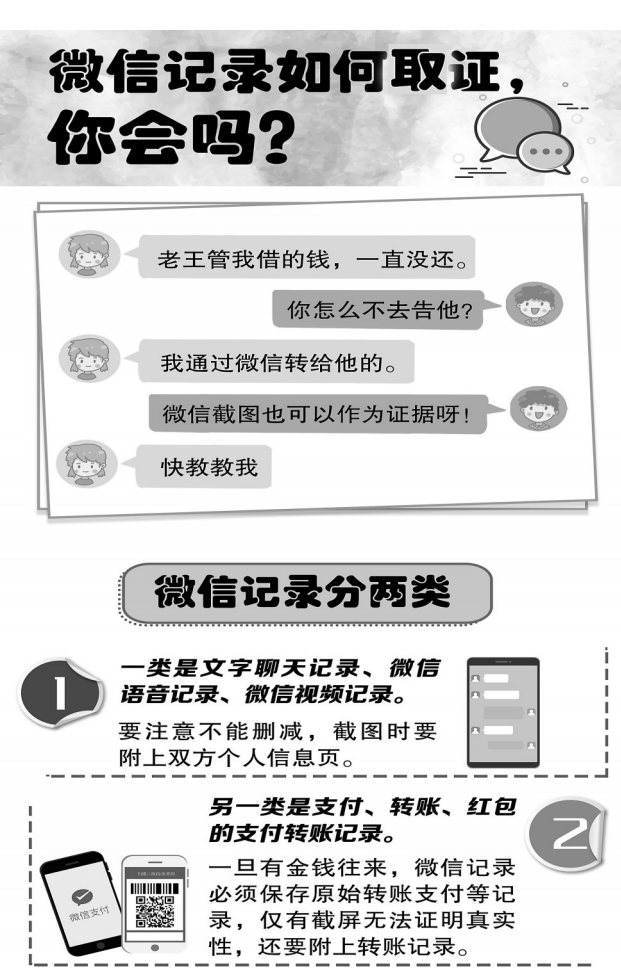 微信记录如何取证，
你会吗？
老王管我借的钱，一直没还。
你怎么不去告他？
我通过微信转给他的。
微信截图也可以作为证据呀！
快教教我
微信记录分两类
1
一类是文字聊天记录、微信
语音记录、微信视频记录。
要注意不能删减，截图时要
附上双方个人信息页。
2
另一类是支付、转账、红包
的支付转账记录。
一旦有金钱往来，微信记录
必须保存原始转账支付等记
录，仅有截屏无法证明真实
性，还要附上转账记录。
微信支付